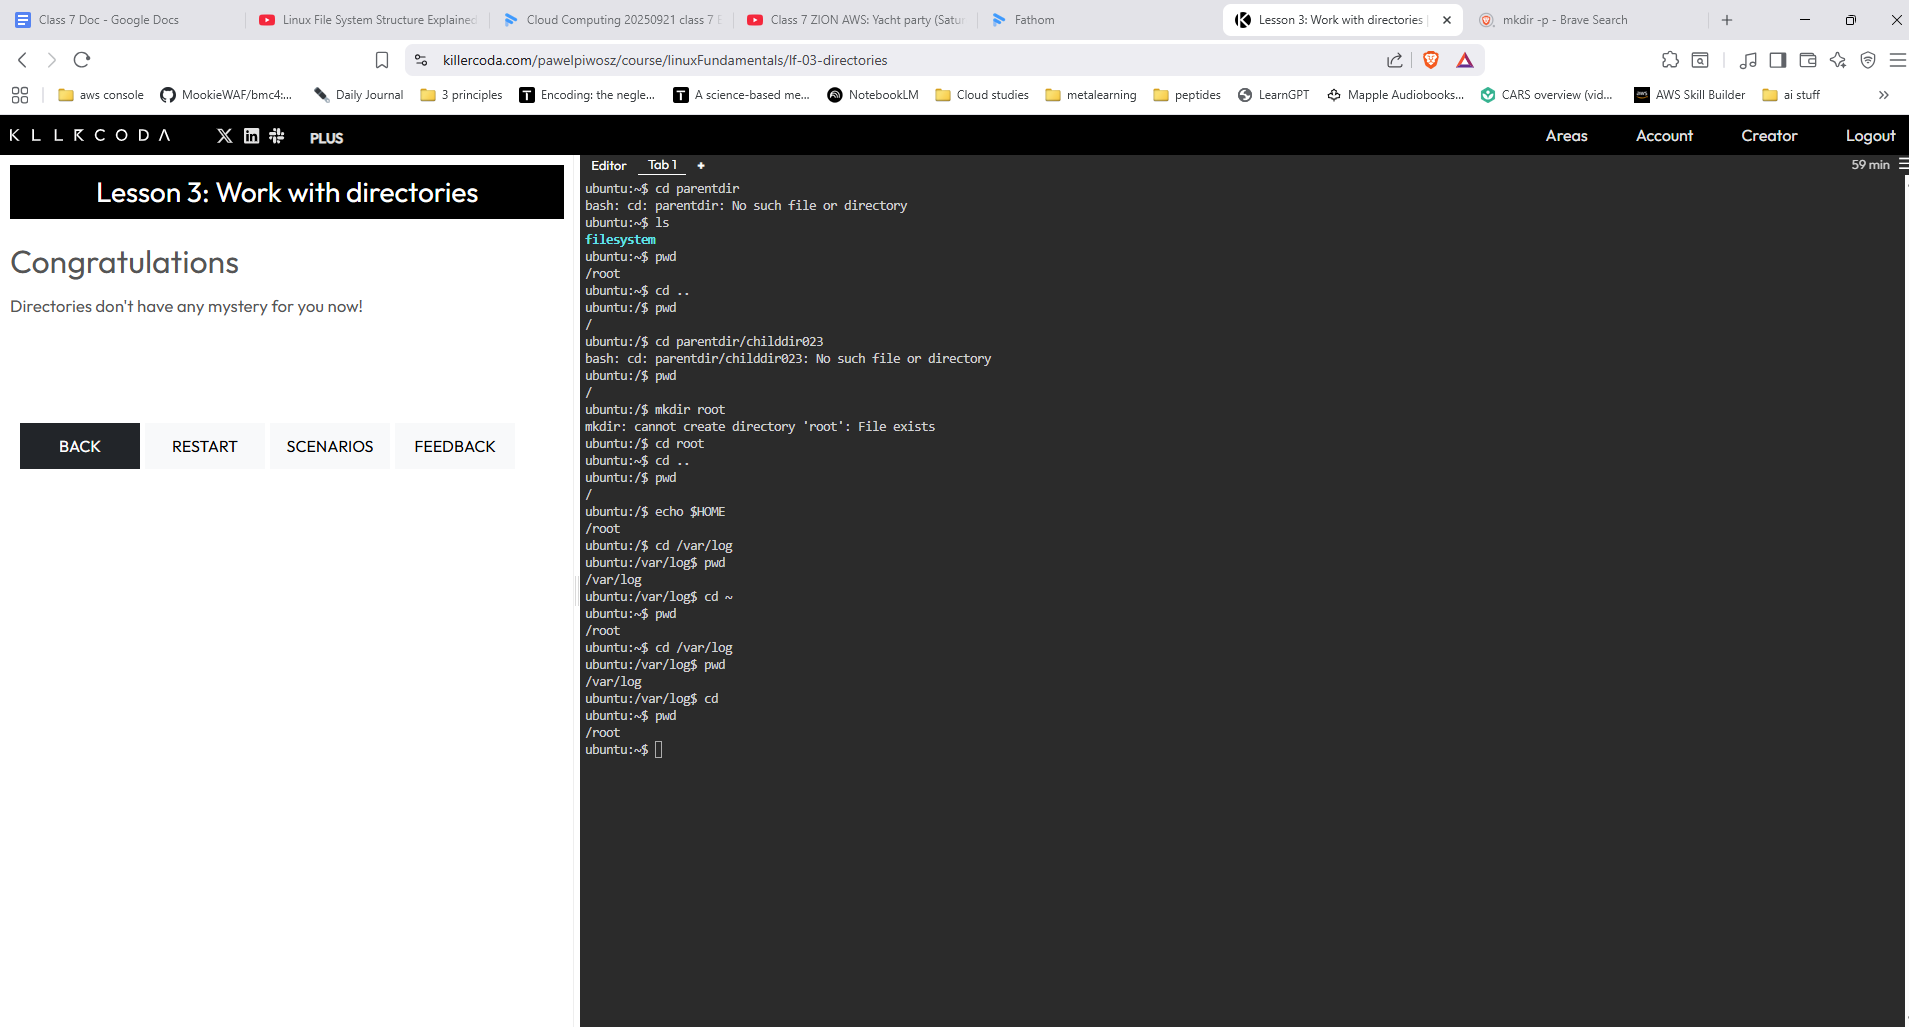 Class 7 Doc - Google Docs
Linux File System Structure Explained
Cloud Computing 20250921 class 7 E
Class 7 ZION AWS: Yacht party (Satur
Fathom
Lesson 3: Work with directories |
mkdir -p - Brave Search
killercoda.com/pawelpiwosz/course/linuxFundamentals/lf-03-directories
aws console
MookieWAF/bmc4:...
Daily Journal
3 principles
Encoding: the negle...
A science-based me...
NotebookLM
Cloud studies
metalearning
peptides
LearnGPT
Mapple Audiobooks...
CARS overview (vid...
AWS Skill Builder
ai stuff
KLLRCODA
PLUS
Areas
Account
Creator
Logout
Lesson 3: Work with directories
Congratulations
Directories don't have any mystery for you now!
BACK
RESTART
SCENARIOS
FEEDBACK
Editor
Tab 1
+
59 min
ubuntu:~$ cd parentdir
bash: cd: parentdir: No such file or directory
ubuntu:~$ ls
filesystem
ubuntu:~$ pwd
/root
ubuntu:~$ cd ..
ubuntu:/$ pwd
/
ubuntu:/$ cd parentdir/childdir023
bash: cd: parentdir/childdir023: No such file or directory
ubuntu:/$ pwd
/
ubuntu:/$ mkdir root
mkdir: cannot create directory 'root': File exists
ubuntu:/$ cd root
ubuntu:~$ cd ..
ubuntu:/$ pwd
/
ubuntu:/$ echo $HOME
/root
ubuntu:/$ cd /var/log
ubuntu:/var/log$ pwd
/var/log
ubuntu:/var/log$ cd ~
ubuntu:~$ pwd
/root
ubuntu:~$ cd /var/log
ubuntu:/var/log$ pwd
/var/log
ubuntu:/var/log$ cd
ubuntu:~$ pwd
/root
ubuntu:~$